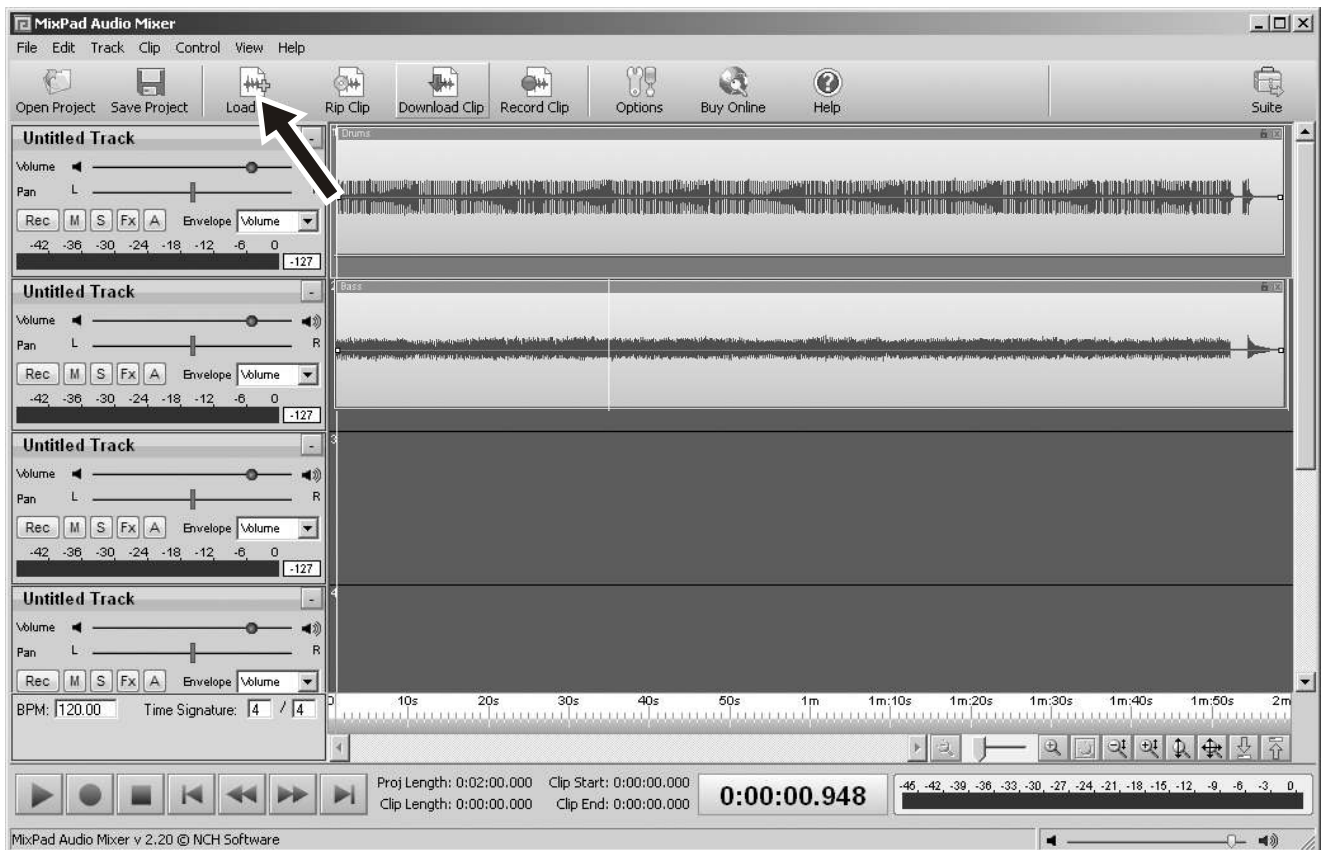 MixPad Audio Mixer
File Edit Track Clip Control View Help
Open Project Save Project Load Rip Clip Download Clip Record Clip Options Buy Online Help Suite
Untitled Track -
1 Drums
Volume
Pan L
Rec M S Fx A Envelope Volume
-42 -36 -30 -24 -18 -12 -6 0
-127
Untitled Track -
2 Bass
Volume
Pan L R
Rec M S Fx A Envelope Volume
-42 -36 -30 -24 -18 -12 -6 0
-127
Untitled Track -
3
Volume
Pan L R
Rec M S Fx A Envelope Volume
-42 -36 -30 -24 -18 -12 -6 0
-127
Untitled Track -
4
Volume
Pan L R
Rec M S Fx A Envelope Volume
BPM: 120.00 Time Signature: 4 / 4
0 10s 20s 30s 40s 50s 1m 1m:10s 1m:20s 1m:30s 1m:40s 1m:50s 2m
Proj Length: 0:02:00.000 Clip Start: 0:00:00.000
Clip Length: 0:00:00.000 Clip End: 0:00:00.000
0:00:00.948
-45 -42 -39 -36 -33 -30 -27 -24 -21 -18 -15 -12 -9 -6 -3 0
MixPad Audio Mixer v 2.20 © NCH Software